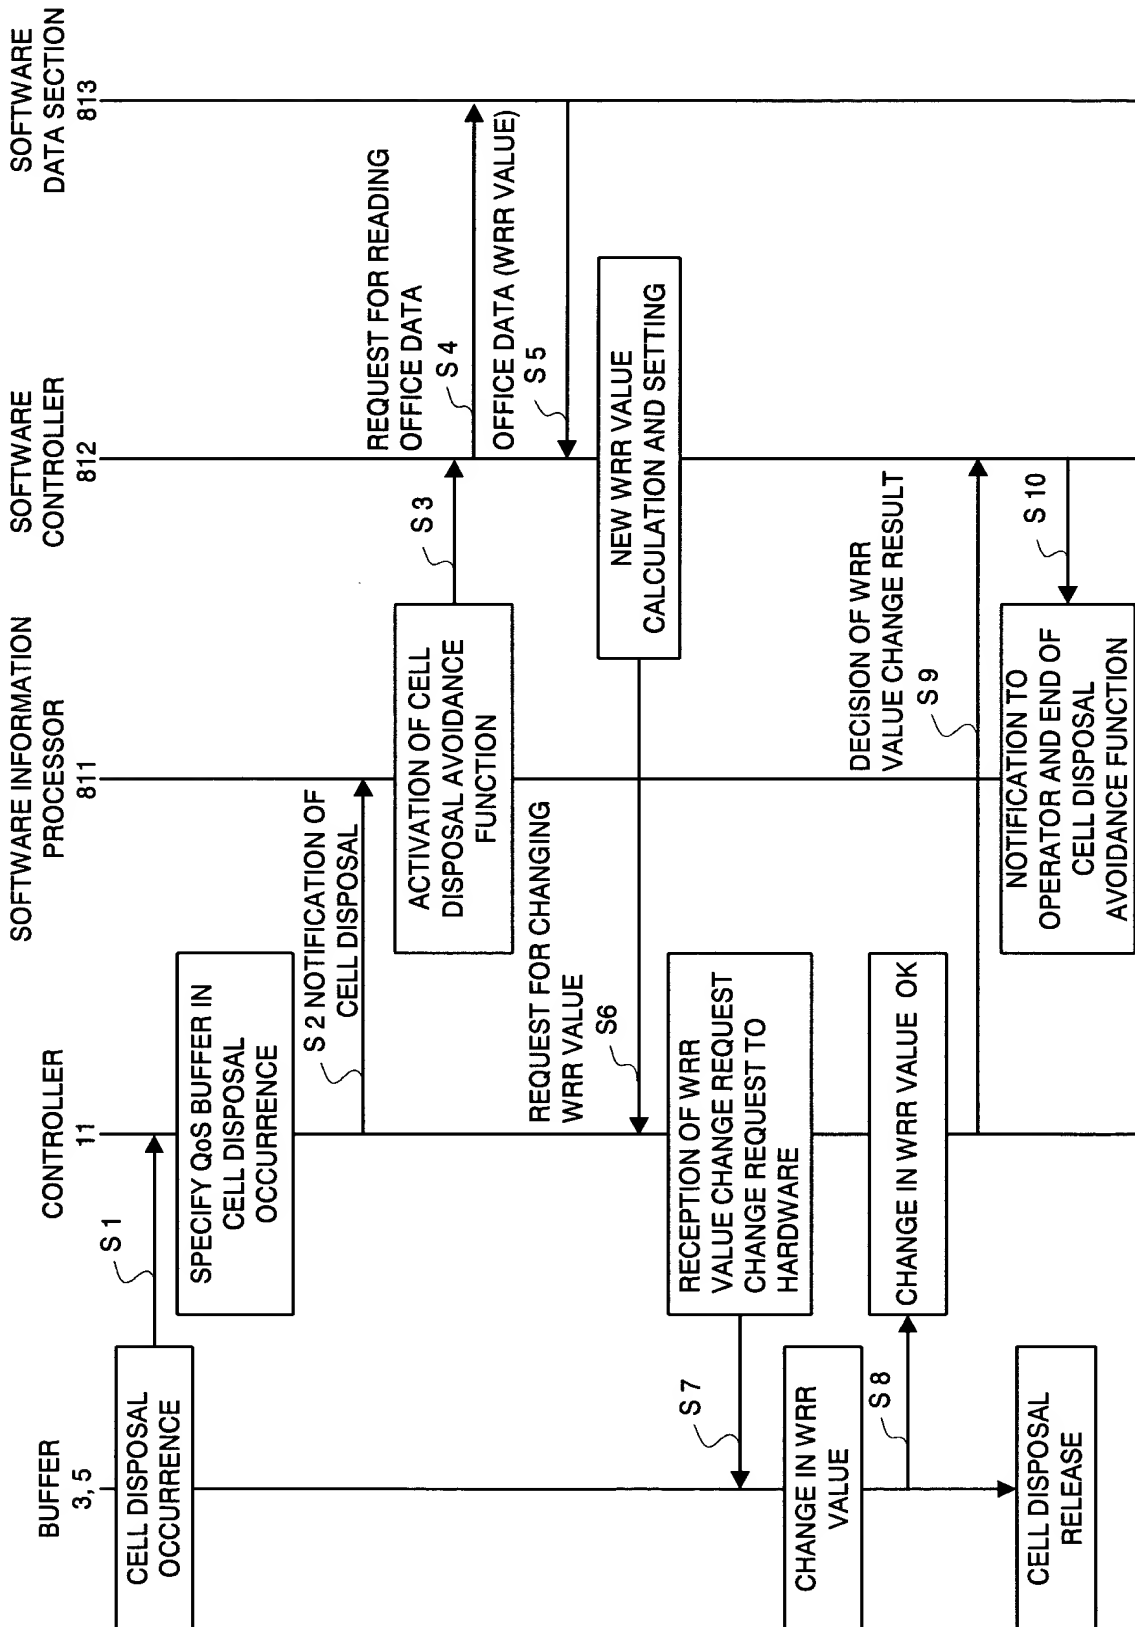 BUFFER
3, 5
CONTROLLER
11
SOFTWARE INFORMATION
PROCESSOR
811
SOFTWARE
CONTROLLER
812
SOFTWARE
DATA SECTION
813
CELL DISPOSAL
OCCURRENCE
S 1
SPECIFY QoS BUFFER IN
CELL DISPOSAL
OCCURRENCE
S 2 NOTIFICATION OF
CELL DISPOSAL
ACTIVATION OF CELL
DISPOSAL AVOIDANCE
FUNCTION
S 3
REQUEST FOR READING
OFFICE DATA
S 4
OFFICE DATA (WRR VALUE)
S 5
NEW WRR VALUE
CALCULATION AND SETTING
REQUEST FOR CHANGING
WRR VALUE
S6
RECEPTION OF WRR
VALUE CHANGE REQUEST
CHANGE REQUEST TO
HARDWARE
S 7
CHANGE IN WRR
VALUE
S 8
CHANGE IN WRR VALUE OK
DECISION OF WRR
VALUE CHANGE RESULT
S 9
S 10
NOTIFICATION TO
OPERATOR AND END OF
CELL DISPOSAL
AVOIDANCE FUNCTION
CELL DISPOSAL
RELEASE